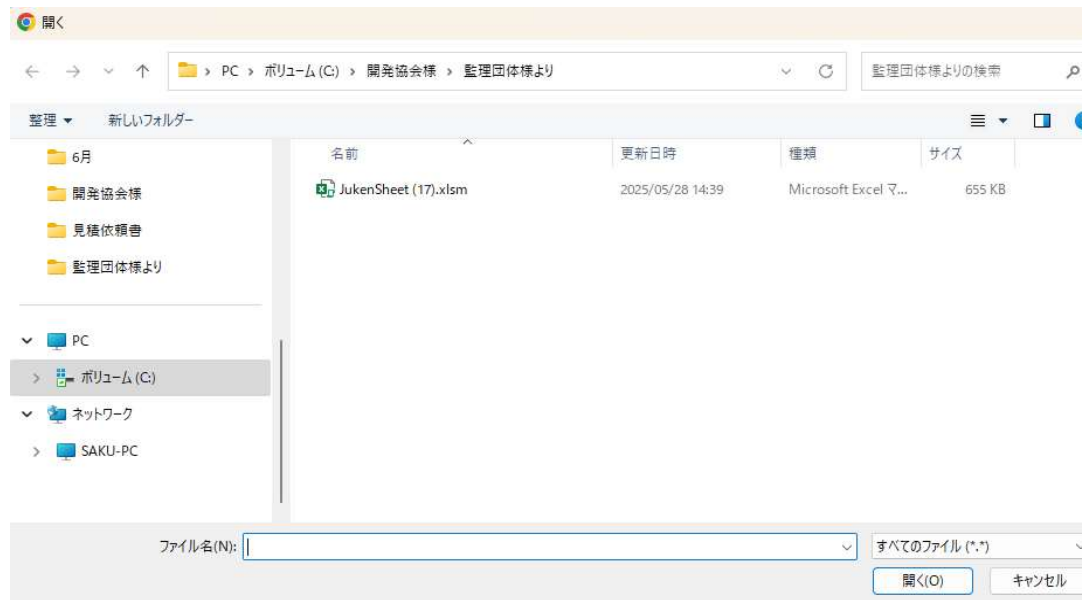 開く
PC > ボリューム (C:) > 開発協会様 > 監理団体様より
監理団体様よりの検索
整理 新しいフォルダー
6月
開発協会様
見積依頼書
監理団体様より
PC
ボリューム (C:)
ネットワーク
SAKU-PC
名前 更新日時 種類 サイズ
JukenSheet (17).xlsm 2025/05/28 14:39 Microsoft Excel マ... 655 KB
ファイル名(N): すべてのファイル (*.*)
開く(O) キャンセル